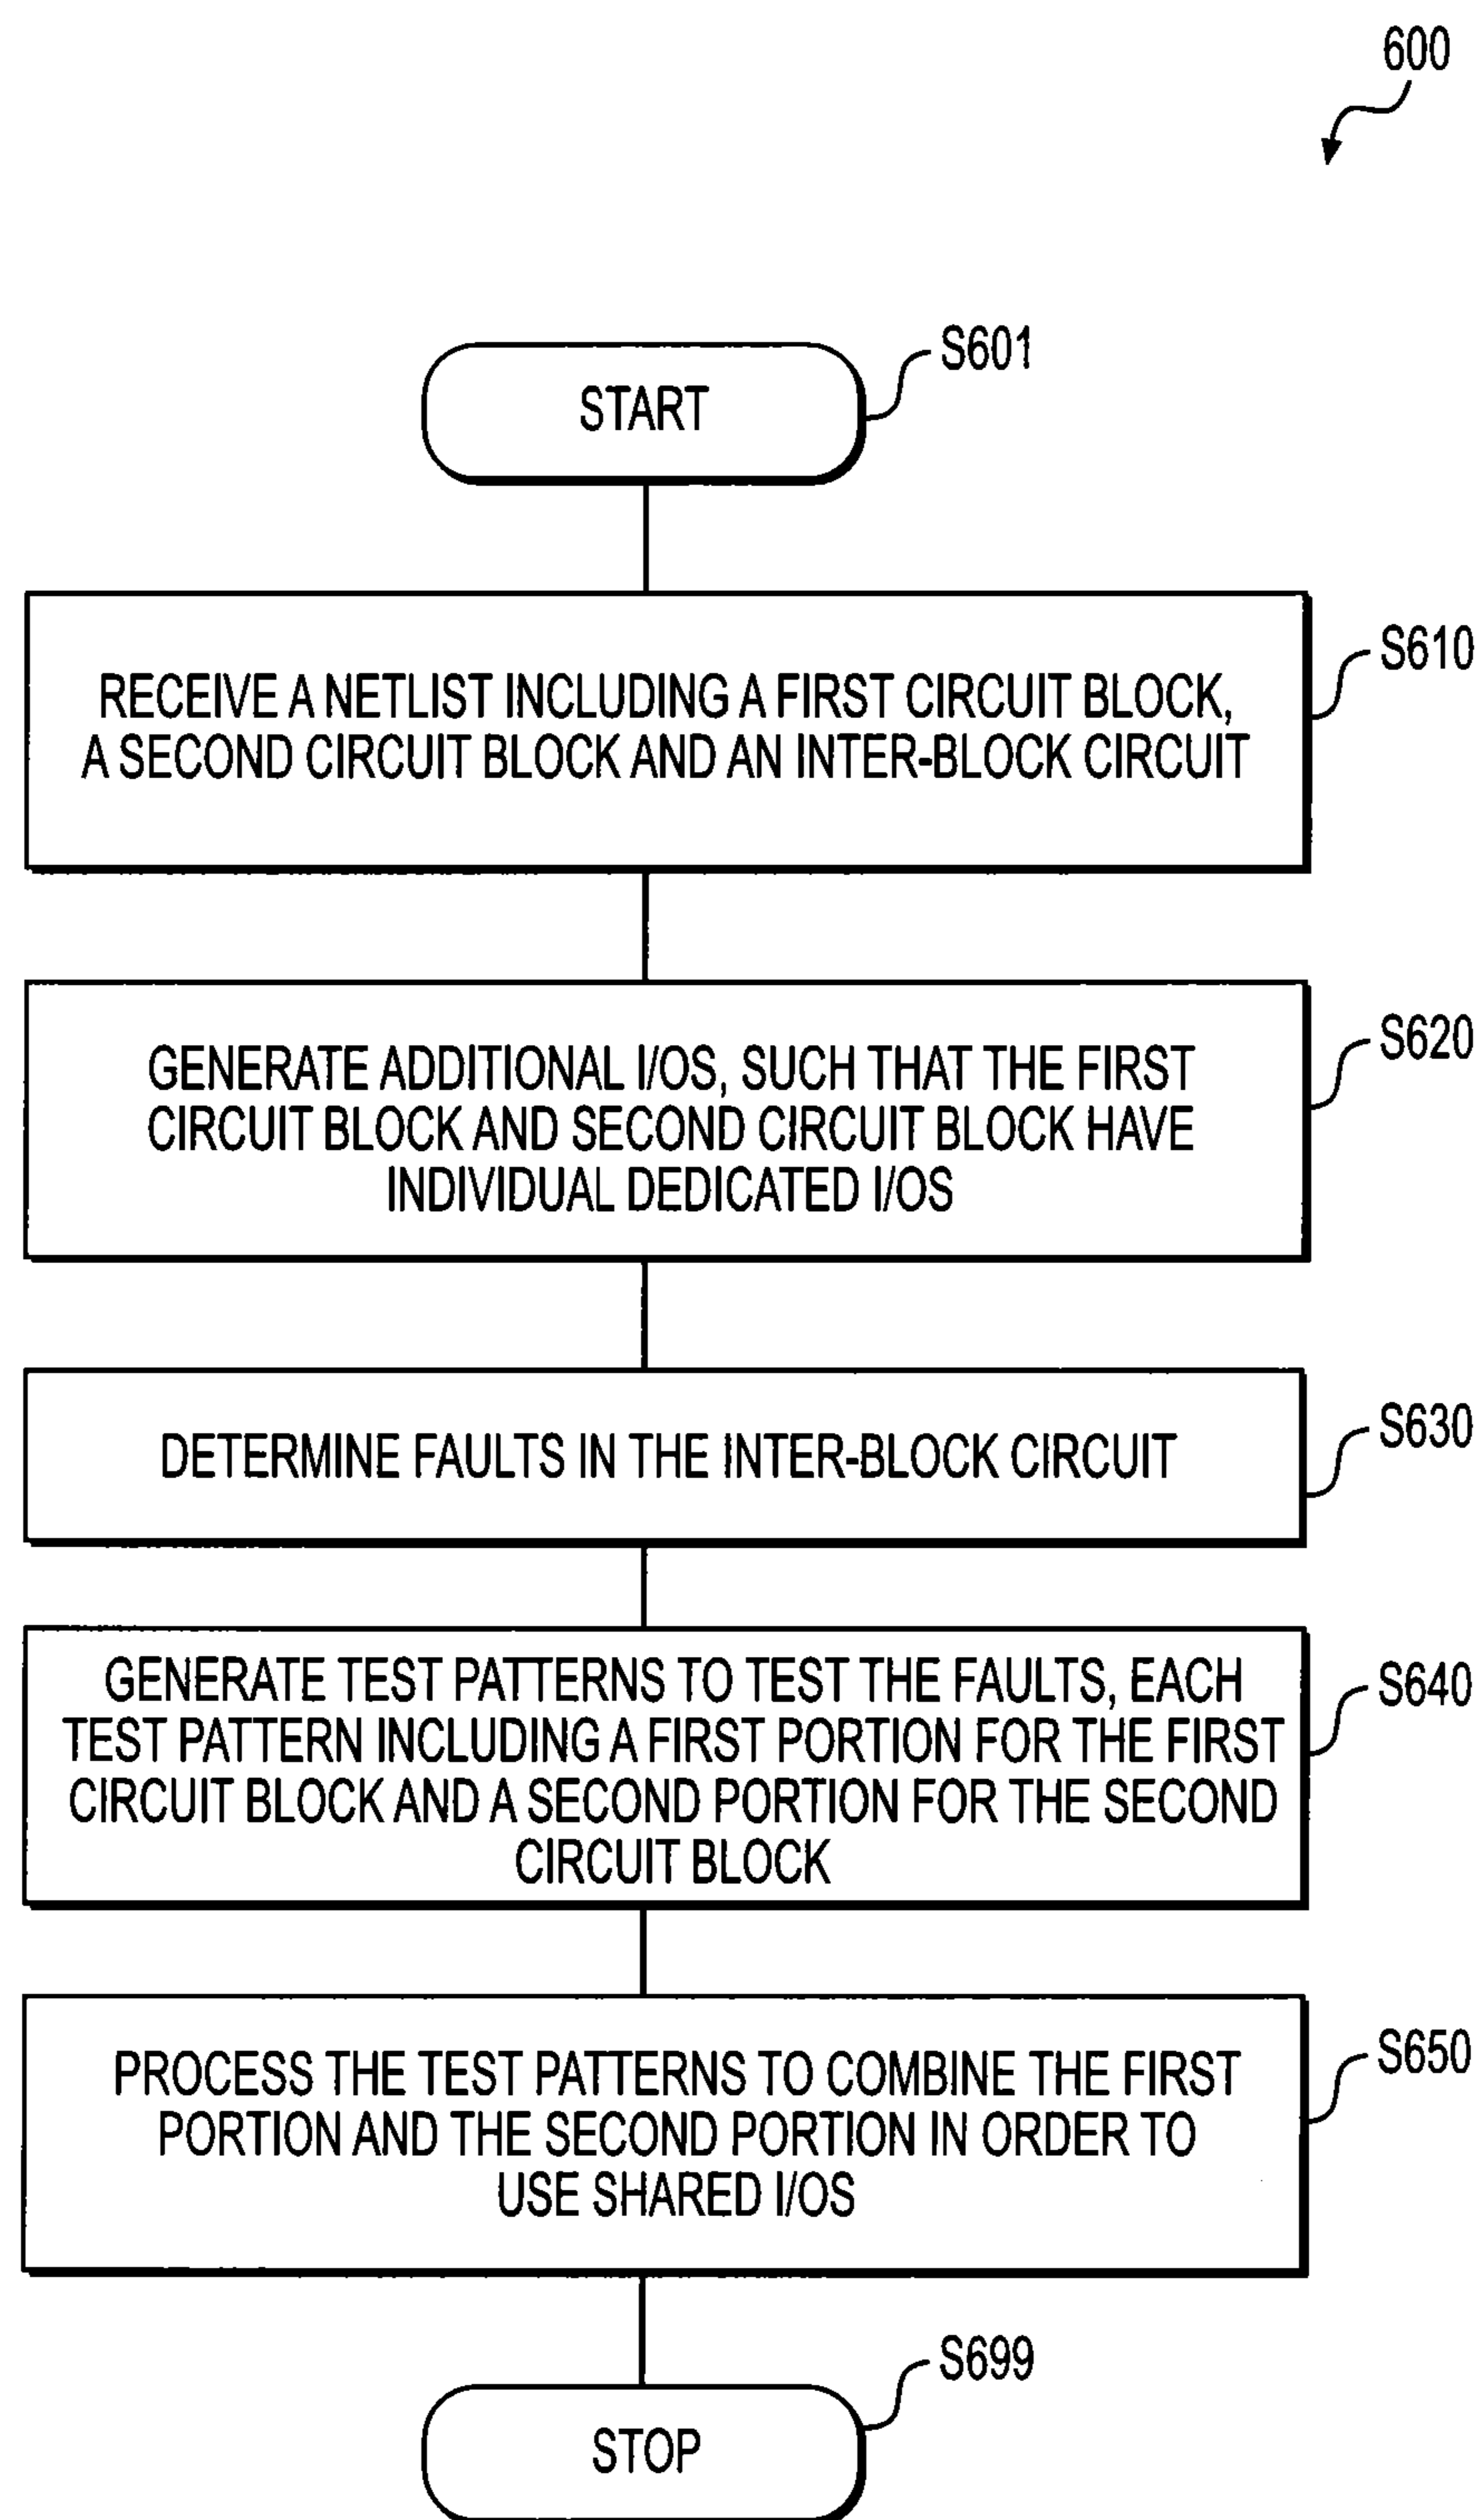 600
START
S601
RECEIVE A NETLIST INCLUDING A FIRST CIRCUIT BLOCK,
A SECOND CIRCUIT BLOCK AND AN INTER-BLOCK CIRCUIT
S610
GENERATE ADDITIONAL I/OS, SUCH THAT THE FIRST
CIRCUIT BLOCK AND SECOND CIRCUIT BLOCK HAVE
INDIVIDUAL DEDICATED I/OS
S620
DETERMINE FAULTS IN THE INTER-BLOCK CIRCUIT
S630
GENERATE TEST PATTERNS TO TEST THE FAULTS, EACH
TEST PATTERN INCLUDING A FIRST PORTION FOR THE FIRST
CIRCUIT BLOCK AND A SECOND PORTION FOR THE SECOND
CIRCUIT BLOCK
S640
PROCESS THE TEST PATTERNS TO COMBINE THE FIRST
PORTION AND THE SECOND PORTION IN ORDER TO
USE SHARED I/OS
S650
STOP
S699